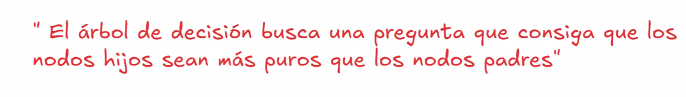 " El árbol de decisión busca una pregunta que consiga que los
nodos hijos sean más puros que los nodos padres"